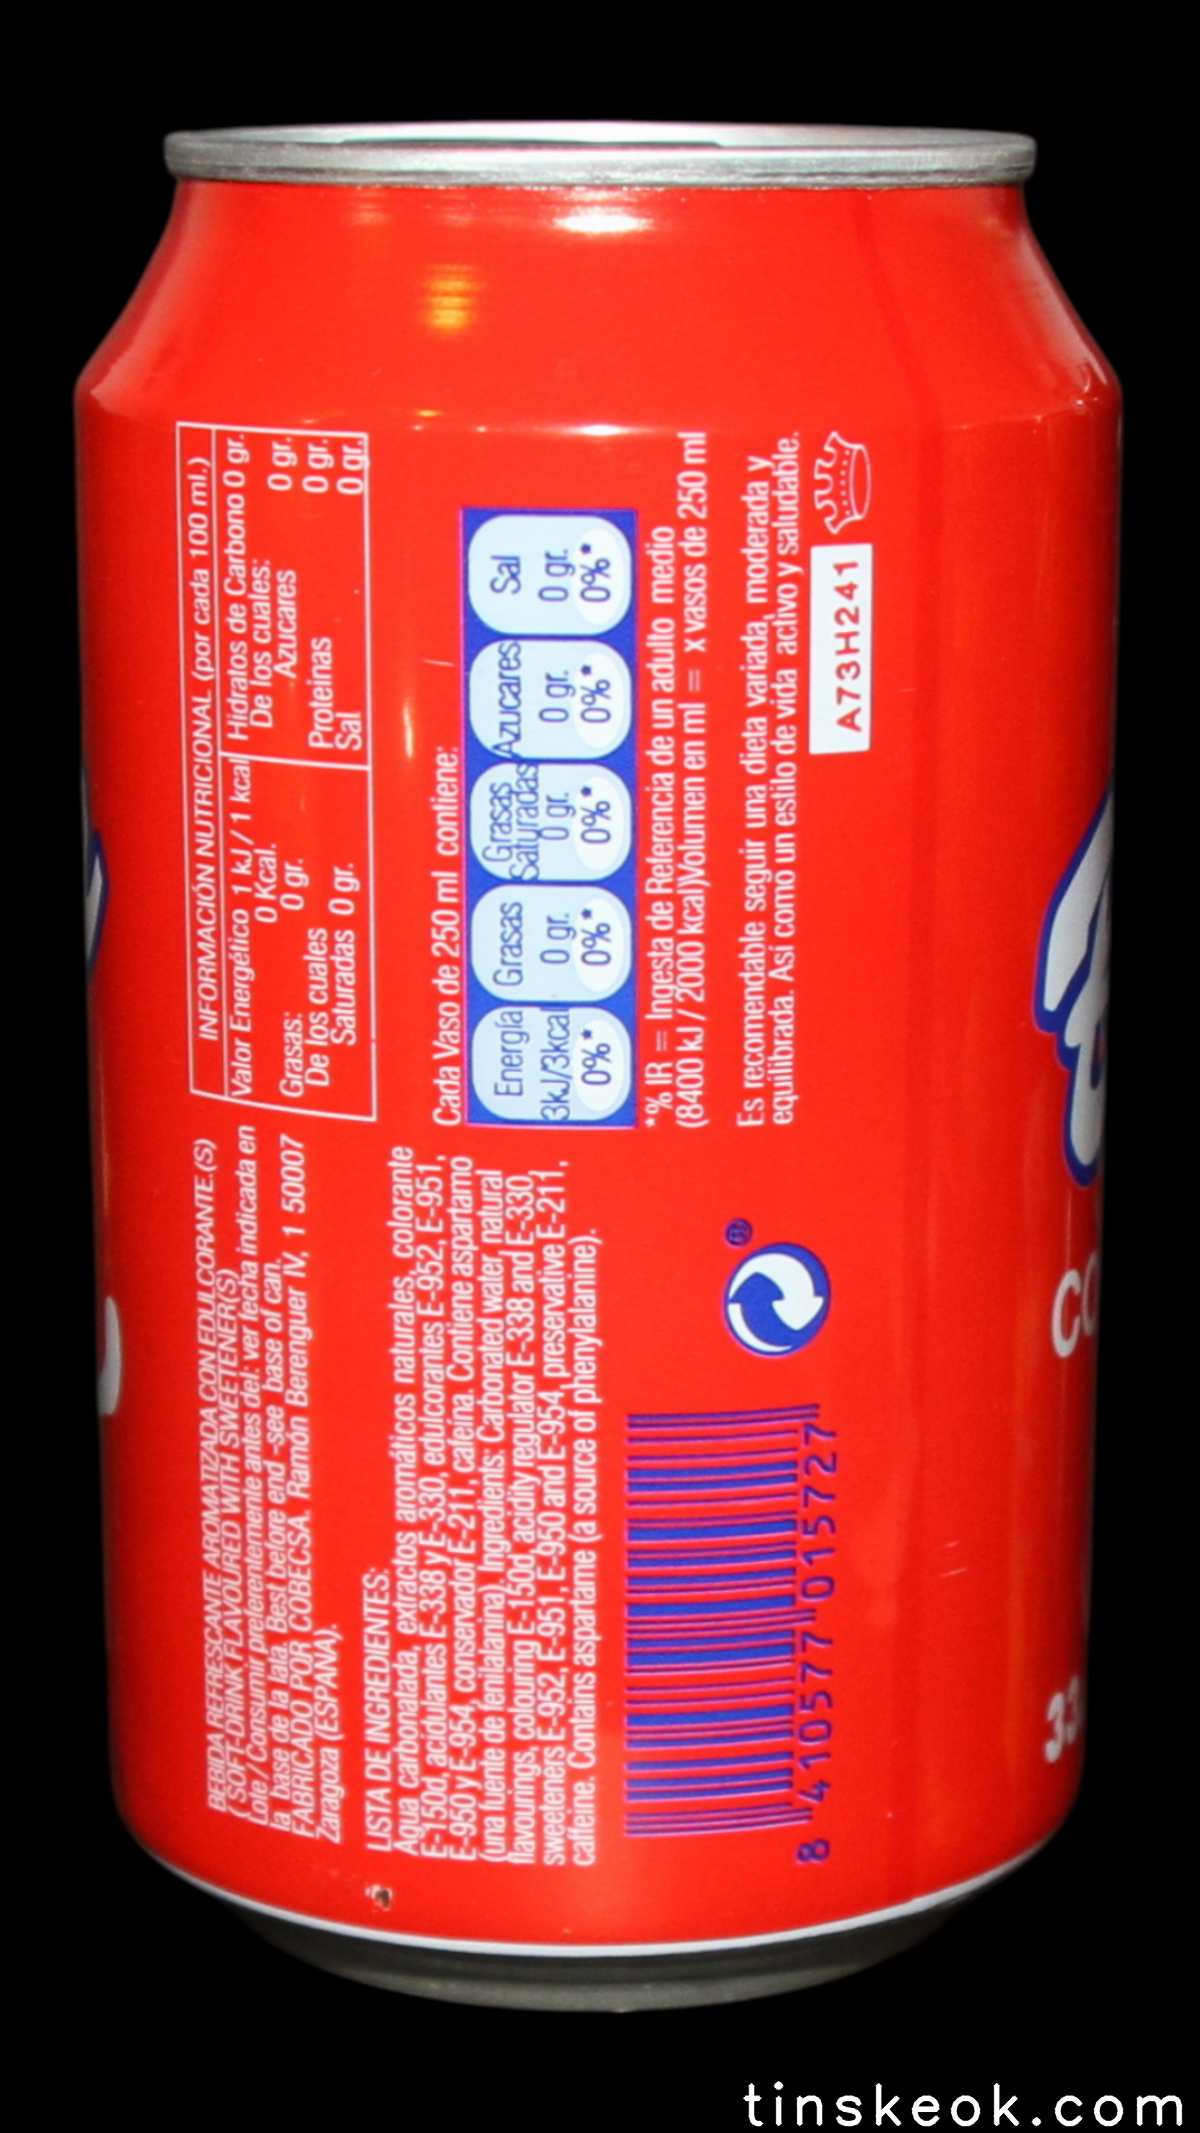 BEBIDA REFRESCANTE AROMATIZADA CON EDULCORANTE.(S)
( SOFT-DRINK FLAVOURED WITH SWEETENER(S)
Lote / Consumir preferentemente antes del: ver fecha indicada en
la base de la lata. Best before end -see base of can.
FABRICADO POR COBECSA. Ramón Berenguer IV, 1 50007
Zaragoza (ESPAÑA).
LISTA DE INGREDIENTES:
Agua carbonatada, extractos aromáticos naturales, colorante
E-150d, acidulantes E-338 y E-330, edulcorantes E-952, E-951,
E-950 y E-954, conservador E-211, cafeína. Contiene aspartamo
(una fuente de fenilalanina). Ingredients: Carbonated water, natural
flavourings, colouring E-150d, acidity regulator E-338 and E-330,
sweeteners E-952, E-951, E-950 and E-954, preservative E-211,
caffeine. Contains aspartame (a source of phenylalanine).
8 410577 015727
®
INFORMACIÓN NUTRICIONAL (por cada 100 ml.)
Valor Energético 1 kJ / 1 kcal
0 Kcal.
Grasas: 0 gr.
De los cuales
Saturadas 0 gr.
Hidratos de Carbono 0 gr.
De los cuales:
Azucares 0 gr.
Proteinas 0 gr.
Sal 0 gr.
Cada Vaso de 250 ml contiene:
Energía
3kJ/3kcal
0%*
Grasas
0 gr.
0%*
Grasas
Saturadas
0 gr.
0%*
Azucares
0 gr.
0%*
Sal
0 gr.
0%*
*% IR = Ingesta de Referencia de un adulto medio
(8400 kJ / 2000 kcal)Volumen en ml = x vasos de 250 ml
Es recomendable seguir una dieta variada, moderada y
equilibrada. Así como un estilo de vida activo y saludable.
A73H241
CO
33
tinskeok.com